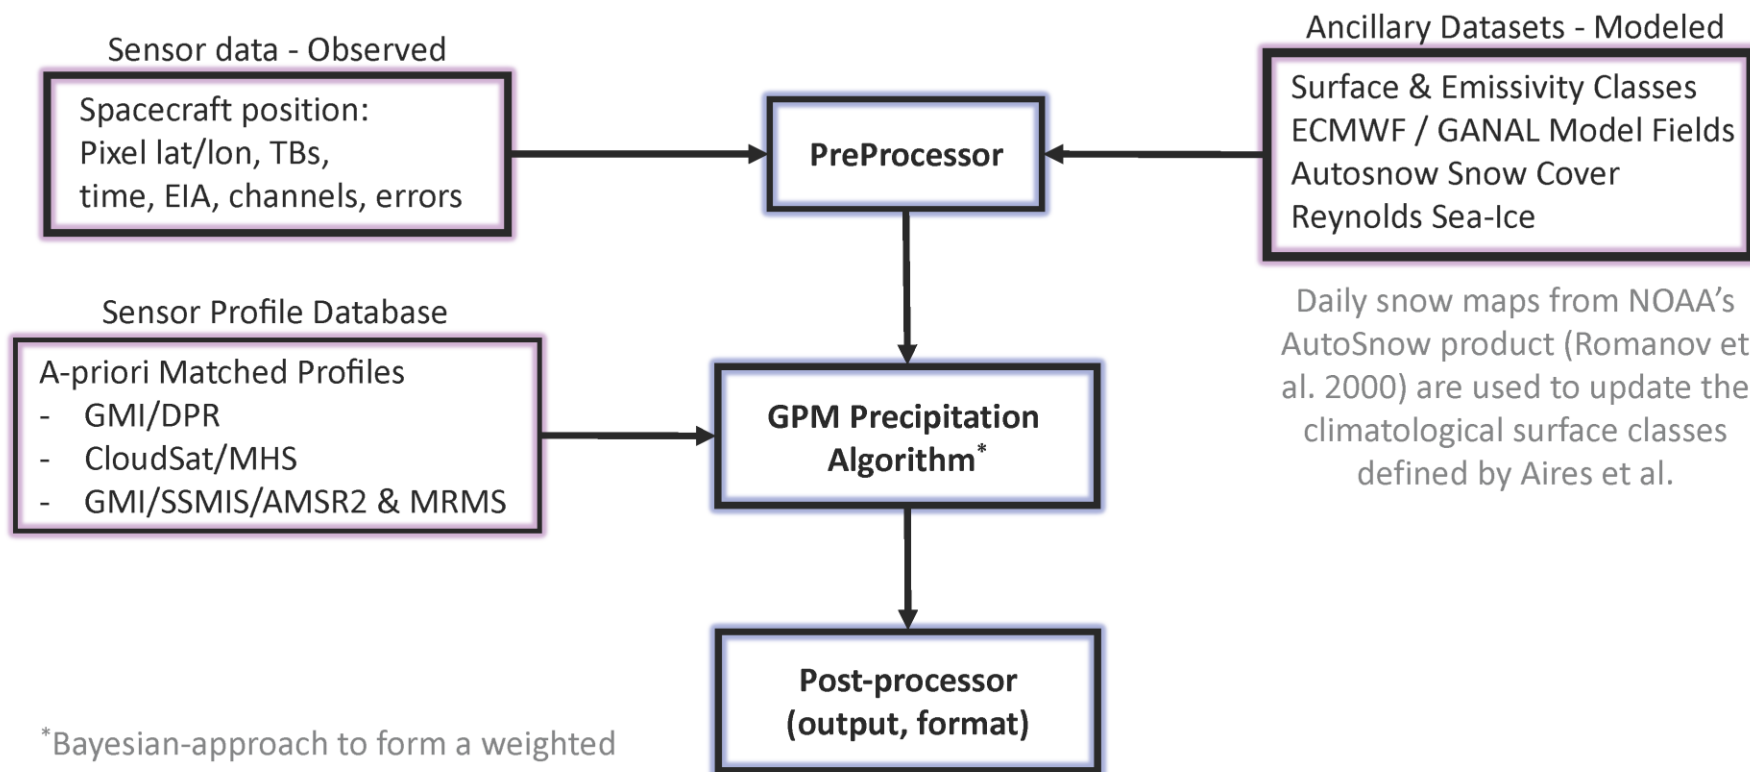 Sensor data - Observed
Spacecraft position:
Pixel lat/lon, TBs,
time, EIA, channels, errors
PreProcessor
Ancillary Datasets - Modeled
Surface & Emissivity Classes
ECMWF / GANAL Model Fields
Autosnow Snow Cover
Reynolds Sea-Ice
Daily snow maps from NOAA's
AutoSnow product (Romanov et
al. 2000) are used to update the
climatological surface classes
defined by Aires et al.
Sensor Profile Database
A-priori Matched Profiles
- GMI/DPR
- CloudSat/MHS
- GMI/SSMIS/AMSR2 & MRMS
GPM Precipitation
Algorithm*
Post-processor
(output, format)
*Bayesian-approach to form a weighted